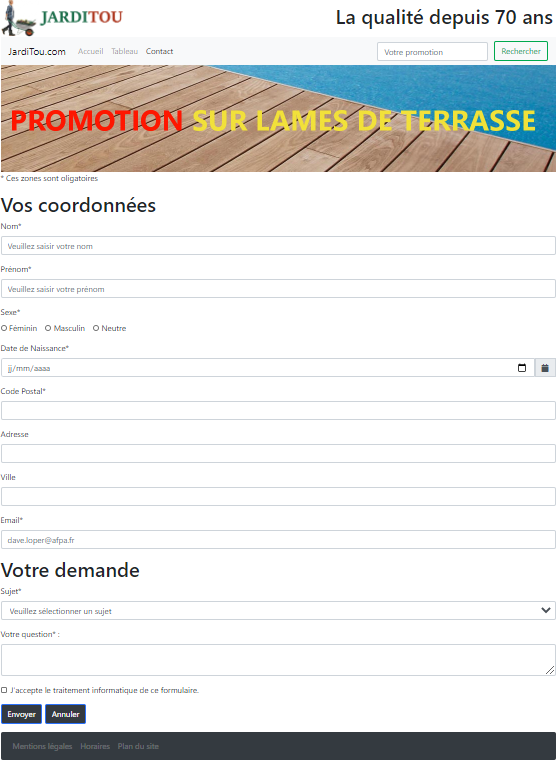 JARDITOU
La qualité depuis 70 ans
JardiTou.com Accueil Tableau Contact Votre promotion Rechercher
PROMOTION SUR LAMES DE TERRASSE
* Ces zones sont oligatoires
Vos coordonnées
Nom*
Veuillez saisir votre nom
Prénom*
Veuillez saisir votre prénom
Sexe*
Féminin Masculin Neutre
Date de Naissance*
jj/mm/aaaa
Code Postal*
Adresse
Ville
Email*
dave.loper@afpa.fr
Votre demande
Sujet*
Veuillez sélectionner un sujet
Votre question* :
J'accepte le traitement informatique de ce formulaire.
Envoyer Annuler
Mentions légales Horaires Plan du site